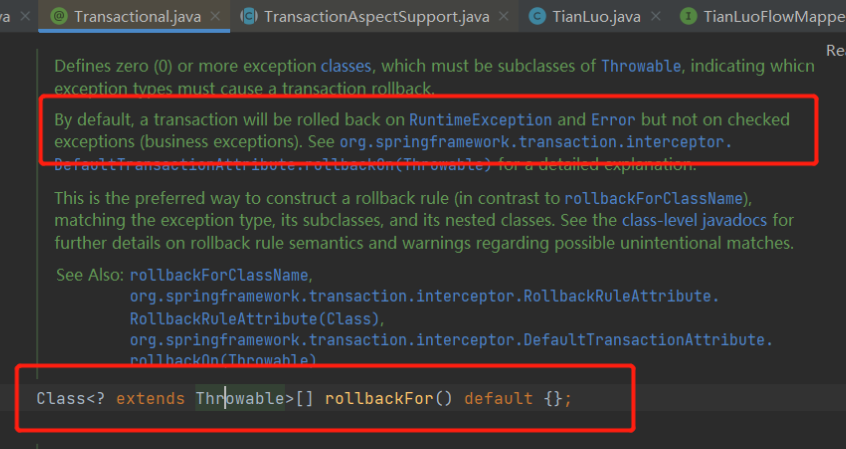 a
Transactional.java
TransactionAspectSupport.java
TianLuo.java
TianLuoFlowMappe
Rea
Defines zero (0) or more exception classes, which must be subclasses of Throwable, indicating which
exception types must cause a transaction rollback.
By default, a transaction will be rolled back on RuntimeException and Error but not on checked
exceptions (business exceptions). See org.springframework.transaction.interceptor.
DefaultTransactionAttribute.rollbackOn(Throwable) for a detailed explanation.
This is the preferred way to construct a rollback rule (in contrast to rollbackForClassName),
matching the exception type, its subclasses, and its nested classes. See the class-level javadocs for
further details on rollback rule semantics and warnings regarding possible unintentional matches.
See Also: rollbackForClassName,
org.springframework.transaction.interceptor.RollbackRuleAttribute.
RollbackRuleAttribute(Class),
org.springframework.transaction.interceptor.DefaultTransactionAttribute.
rollbackOn(Throwable)
Class<? extends Throwable>[] rollbackFor() default {};